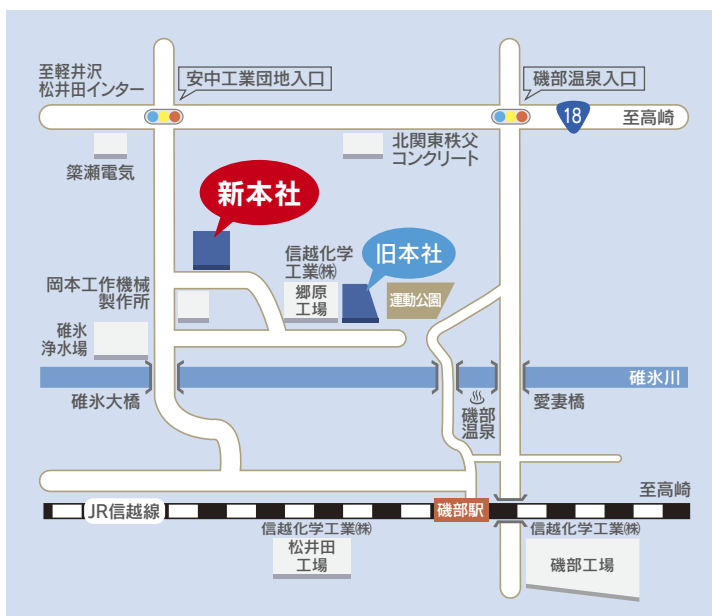 至軽井沢
松井田インター
安中工業団地入口
磯部温泉入口
18
至高崎
簗瀬電気
北関東秩父
コンクリート
新本社
旧本社
信越化学
工業㈱
郷原
工場
運動公園
岡本工作機械
製作所
碓氷
浄水場
碓氷川
碓氷大橋
磯部
温泉
愛妻橋
至高崎
JR信越線
磯部駅
信越化学工業㈱
松井田
工場
信越化学工業㈱
磯部工場